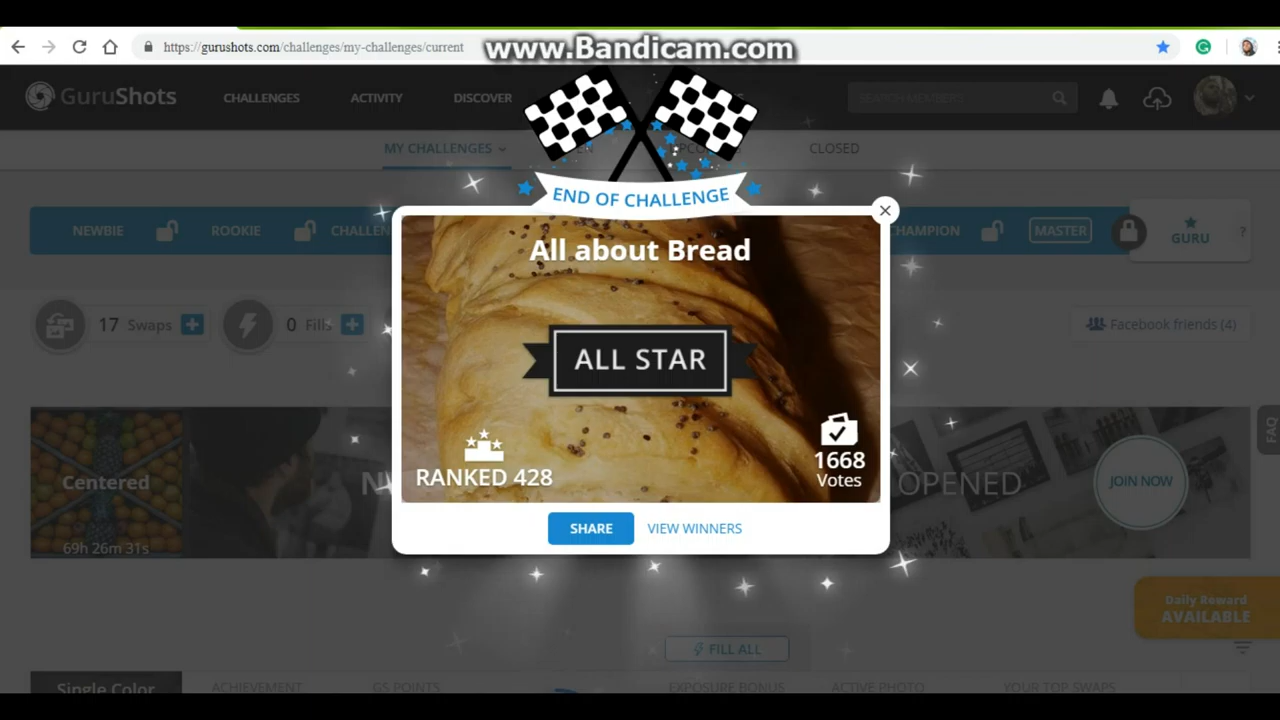 https://gurushots.com/challenges/my-challenges/current
www.Bandicam.com
GuruShots
CHALLENGES
ACTIVITY
DISCOVER
SEARCH MEMBERS
MY CHALLENGES
CLOSED
END OF CHALLENGE
NEWBIE
ROOKIE
CHALLEN
CHAMPION
MASTER
GURU
?
All about Bread
17 Swaps
0 Fills
Facebook friends (4)
ALL STAR
RANKED 428
1668
Votes
FAQ
Centered
69h 26m 31s
OPENED
JOIN NOW
SHARE
VIEW WINNERS
Daily Reward
AVAILABLE
FILL ALL
Single Color
ACHIEVEMENT
GS POINTS
EXPOSURE BONUS
ACTIVE PHOTO
YOUR TOP SWAPS